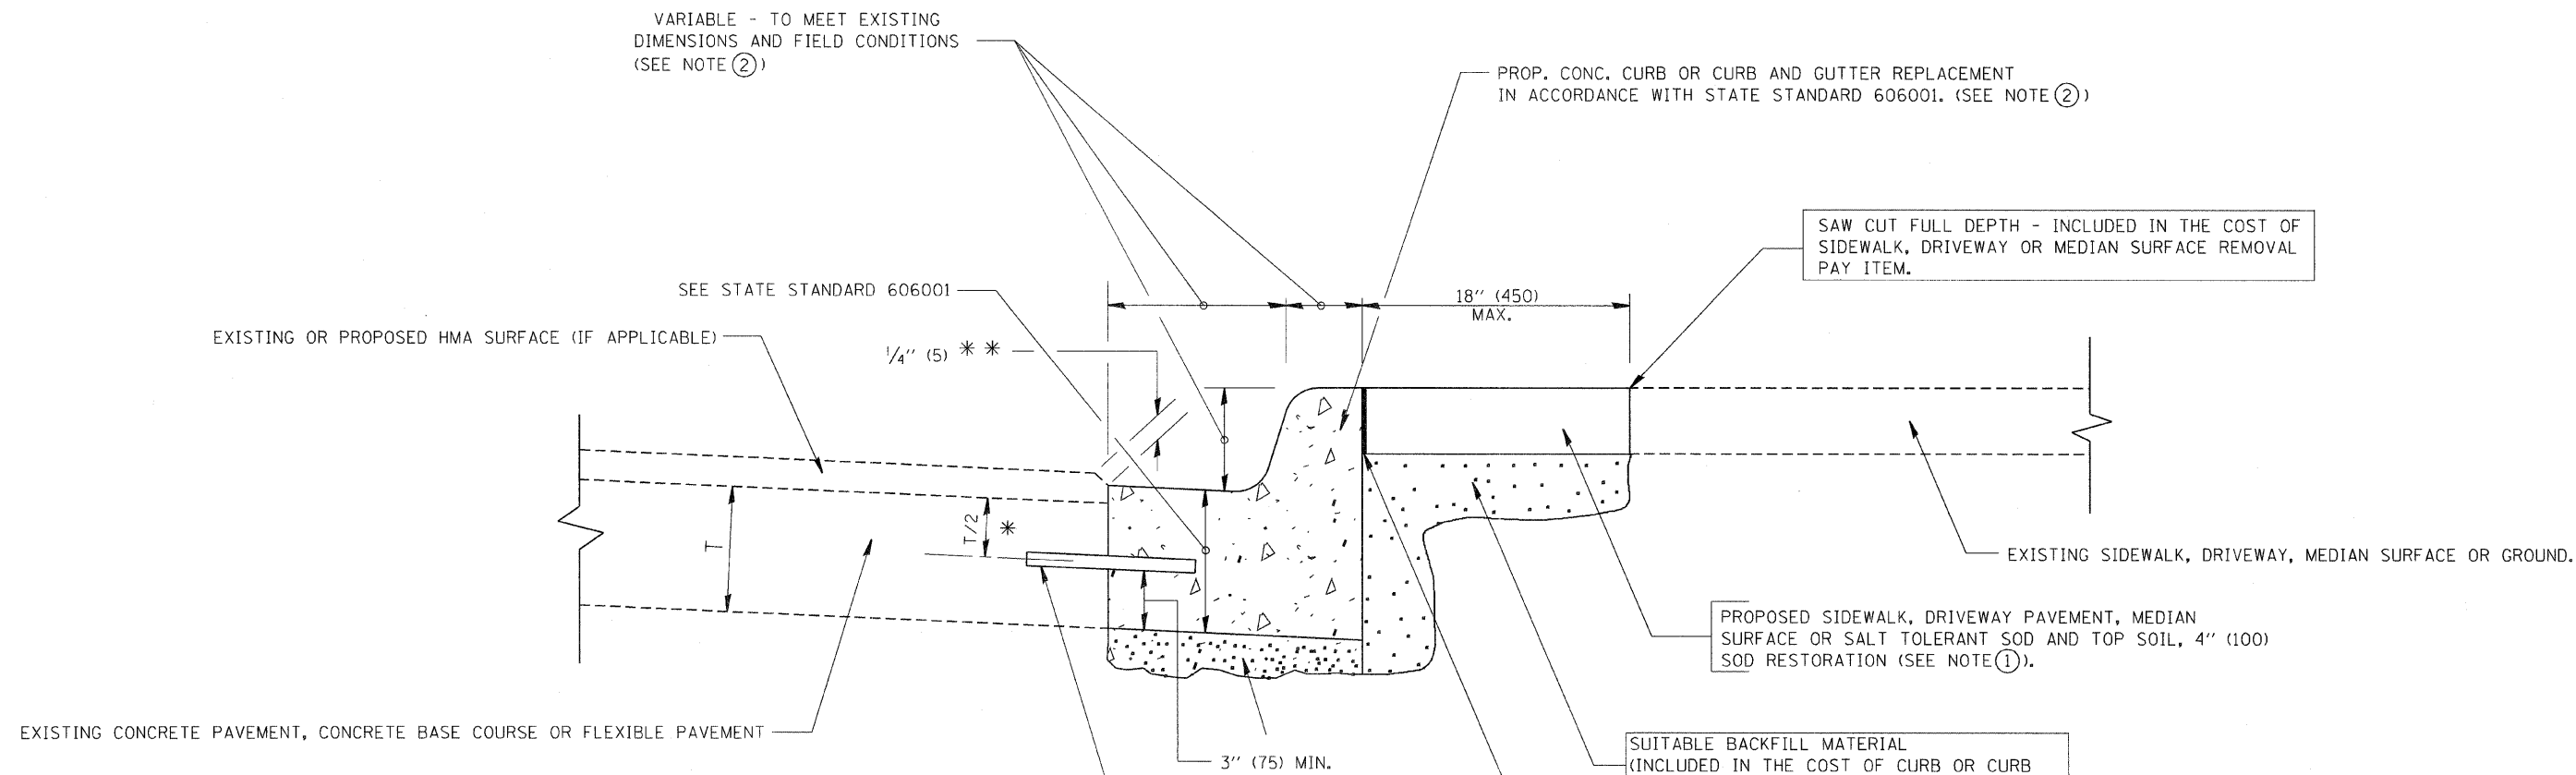 VARIABLE - TO MEET EXISTING
DIMENSIONS AND FIELD CONDITIONS
(SEE NOTE ②)
PROP. CONC. CURB OR CURB AND GUTTER REPLACEMENT
IN ACCORDANCE WITH STATE STANDARD 606001. (SEE NOTE ②)
SAW CUT FULL DEPTH - INCLUDED IN THE COST OF
SIDEWALK, DRIVEWAY OR MEDIAN SURFACE REMOVAL
PAY ITEM.
SEE STATE STANDARD 606001
18" (450)
MAX.
EXISTING OR PROPOSED HMA SURFACE (IF APPLICABLE)
1/4" (5) * *
T
T/2 *
EXISTING SIDEWALK, DRIVEWAY, MEDIAN SURFACE OR GROUND.
PROPOSED SIDEWALK, DRIVEWAY PAVEMENT, MEDIAN
SURFACE OR SALT TOLERANT SOD AND TOP SOIL, 4" (100)
SOD RESTORATION (SEE NOTE ①).
EXISTING CONCRETE PAVEMENT, CONCRETE BASE COURSE OR FLEXIBLE PAVEMENT
3" (75) MIN.
SUITABLE BACKFILL MATERIAL
(INCLUDED IN THE COST OF CURB OR CURB